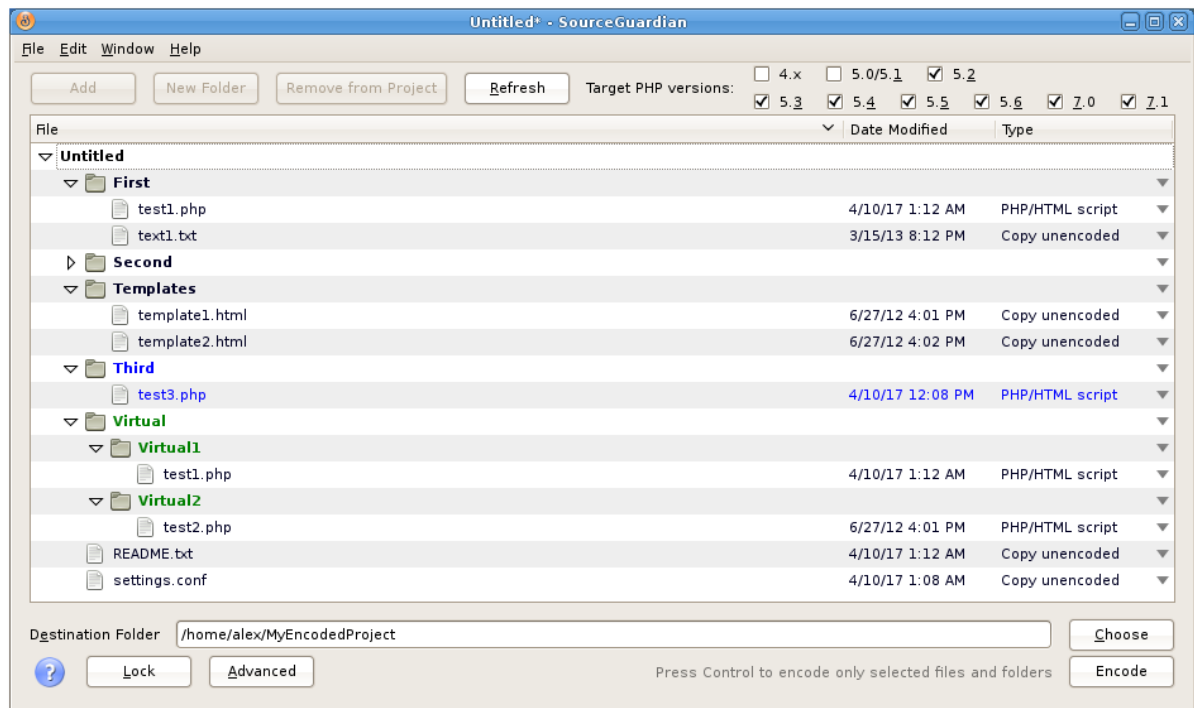 Untitled* - SourceGuardian
File Edit Window Help
Add New Folder Remove from Project Refresh Target PHP versions: 4.x 5.0/5.1 5.2
5.3 5.4 5.5 5.6 7.0 7.1
File Date Modified Type
Untitled
First
test1.php 4/10/17 1:12 AM PHP/HTML script
text1.txt 3/15/13 8:12 PM Copy unencoded
Second
Templates
template1.html 6/27/12 4:01 PM Copy unencoded
template2.html 6/27/12 4:02 PM Copy unencoded
Third
test3.php 4/10/17 12:08 PM PHP/HTML script
Virtual
Virtual1
test1.php 4/10/17 1:12 AM PHP/HTML script
Virtual2
test2.php 6/27/12 4:01 PM PHP/HTML script
README.txt 4/10/17 1:12 AM Copy unencoded
settings.conf 4/10/17 1:08 AM Copy unencoded
Destination Folder /home/alex/MyEncodedProject Choose
? Lock Advanced Press Control to encode only selected files and folders Encode